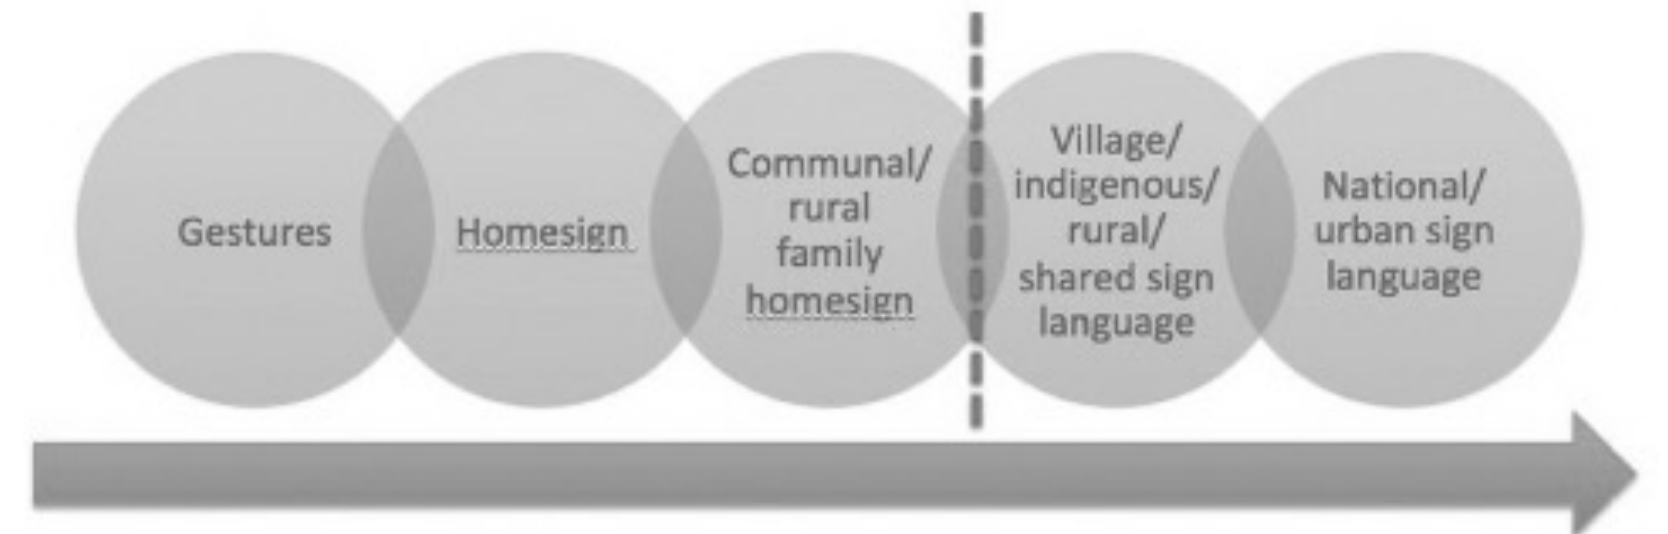 Gestures
Homesign
Communal/
rural
family
homesign
Village/
indigenous/
rural/
shared sign
language
National/
urban sign
language